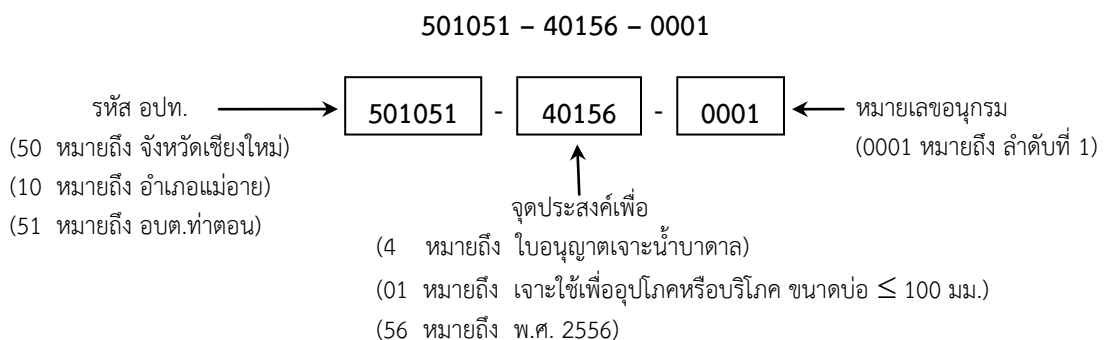 501051 – 40156 – 0001
รหัส อปท.
501051 - 40156 - 0001
หมายเลขอนุกรม
(50 หมายถึง จังหวัดเชียงใหม่)
(0001 หมายถึง ลำดับที่ 1)
(10 หมายถึง อำเภอแม่อาย)
(51 หมายถึง อบต.ท่าตอน)
จุดประสงค์เพื่อ
(4 หมายถึง ใบอนุญาตเจาะน้ำบาดาล)
(01 หมายถึง เจาะใช้เพื่ออุปโภคหรือบริโภค ขนาดบ่อ ≤ 100 มม.)
(56 หมายถึง พ.ศ. 2556)